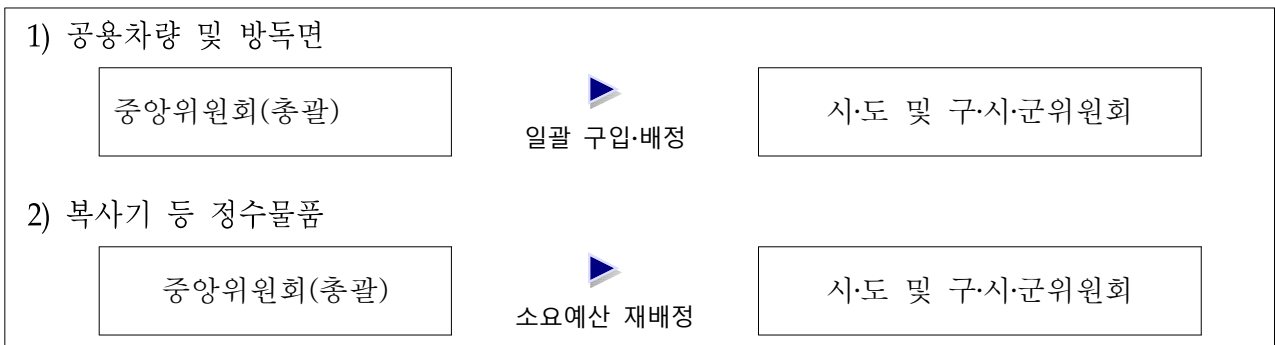 1) 공용차량 및 방독면
중앙위원회(총괄)
일괄 구입·배정
시·도 및 구·시·군위원회
2) 복사기 등 정수물품
중앙위원회(총괄)
소요예산 재배정
시·도 및 구·시·군위원회